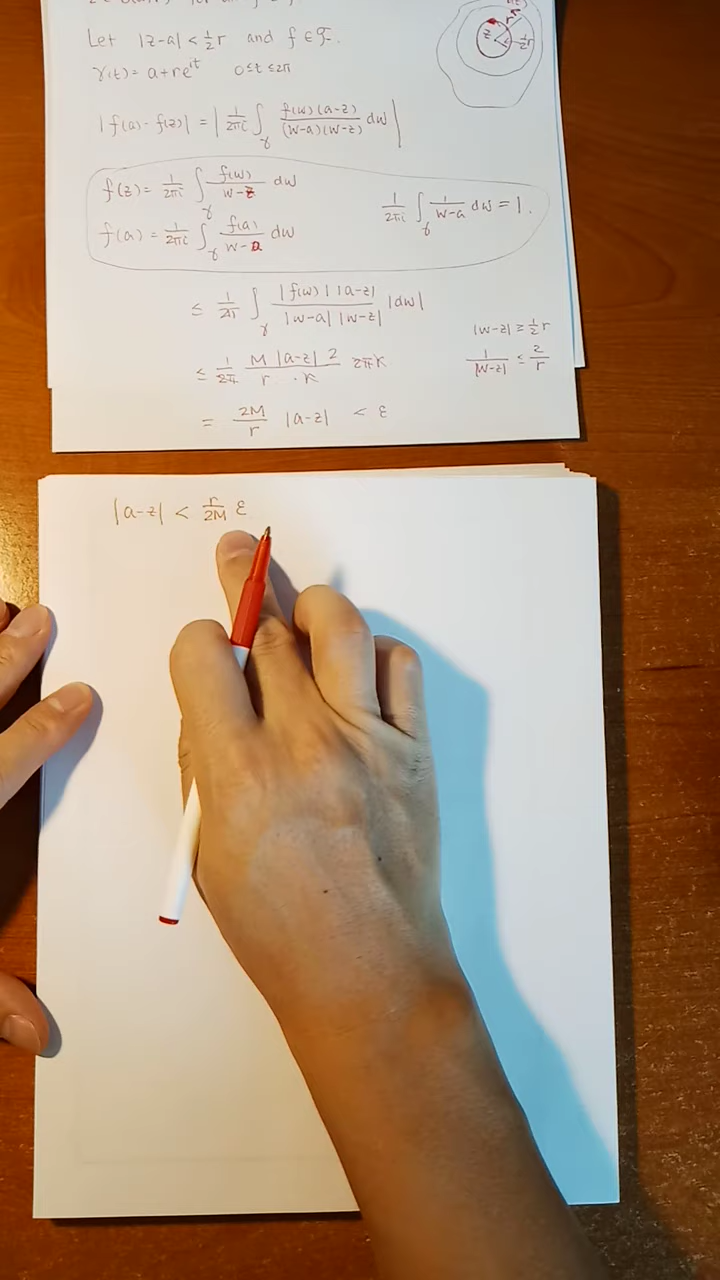 Let |z-a| < 1/2 r and f ∈ F.
γ(t) = a + re^{it} 0≤t≤2π
|f(a) - f(z)| = | 1/2πi ∫_γ f(w)(a-z)/(w-a)(w-z) dw |
f(z) = 1/2πi ∫_γ f(w)/w-z dw
1/2πi ∫_γ 1/w-a dw = 1.
f(a) = 1/2πi ∫_γ f(a)/w-a dw
≤ 1/2π ∫_γ |f(w)| |a-z|/|w-a| |w-z| |dw|
|w-z| ≥ 1/2 r
≤ 1/2π M |a-z| 2/r · r 2πr
1/|w-z| ≤ 2/r
= 2M/r |a-z| < ε
|a-z| < r/2M ε